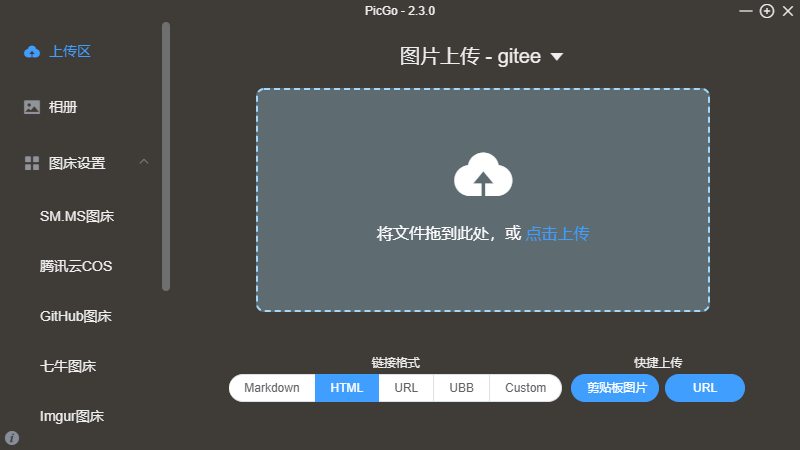 PicGo - 2.3.0
上传区
相册
图床设置
SM.MS图床
腾讯云COS
GitHub图床
七牛图床
Imgur图床
图片上传 - gitee
将文件拖到此处，或 点击上传
链接格式
Markdown HTML URL UBB Custom
快捷上传
剪贴板图片 URL